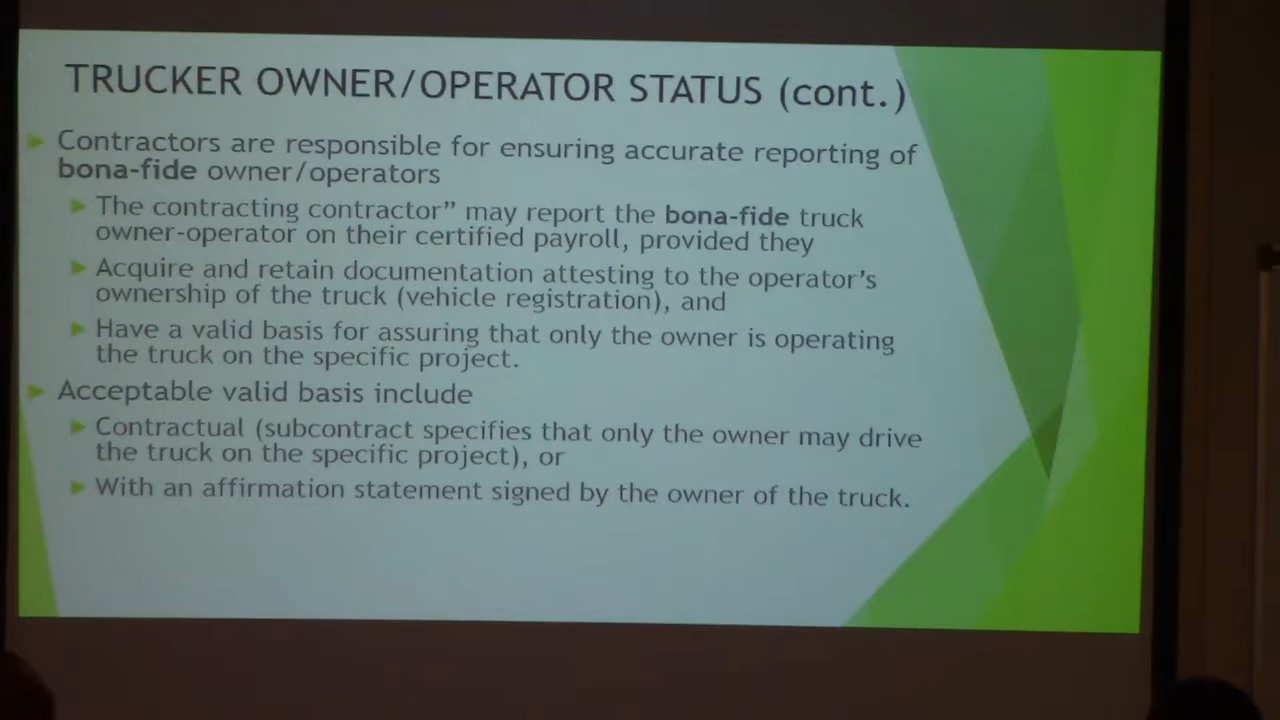 TRUCKER OWNER/OPERATOR STATUS (cont.)
Contractors are responsible for ensuring accurate reporting of
bona-fide owner/operators
The contracting contractor” may report the bona-fide truck
owner-operator on their certified payroll, provided they
Acquire and retain documentation attesting to the operator’s
ownership of the truck (vehicle registration), and
Have a valid basis for assuring that only the owner is operating
the truck on the specific project.
Acceptable valid basis include
Contractual (subcontract specifies that only the owner may drive
the truck on the specific project), or
With an affirmation statement signed by the owner of the truck.